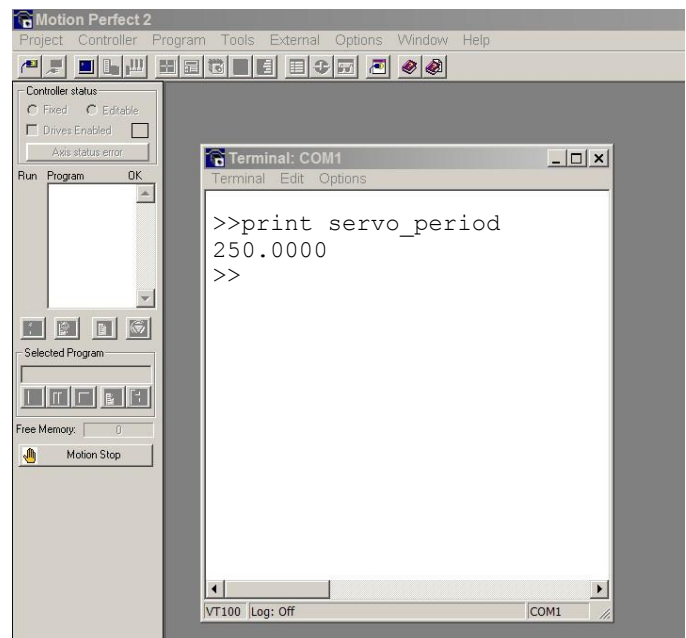 Motion Perfect 2
Project Controller Program Tools External Options Window Help
Controller status
Fixed Editable
Drives Enabled
Axis status error
Run Program OK
Selected Program
Free Memory: 0
Motion Stop
Terminal: COM1
Terminal Edit Options
>>print servo_period
250.0000
>>
VT100 Log: Off COM1